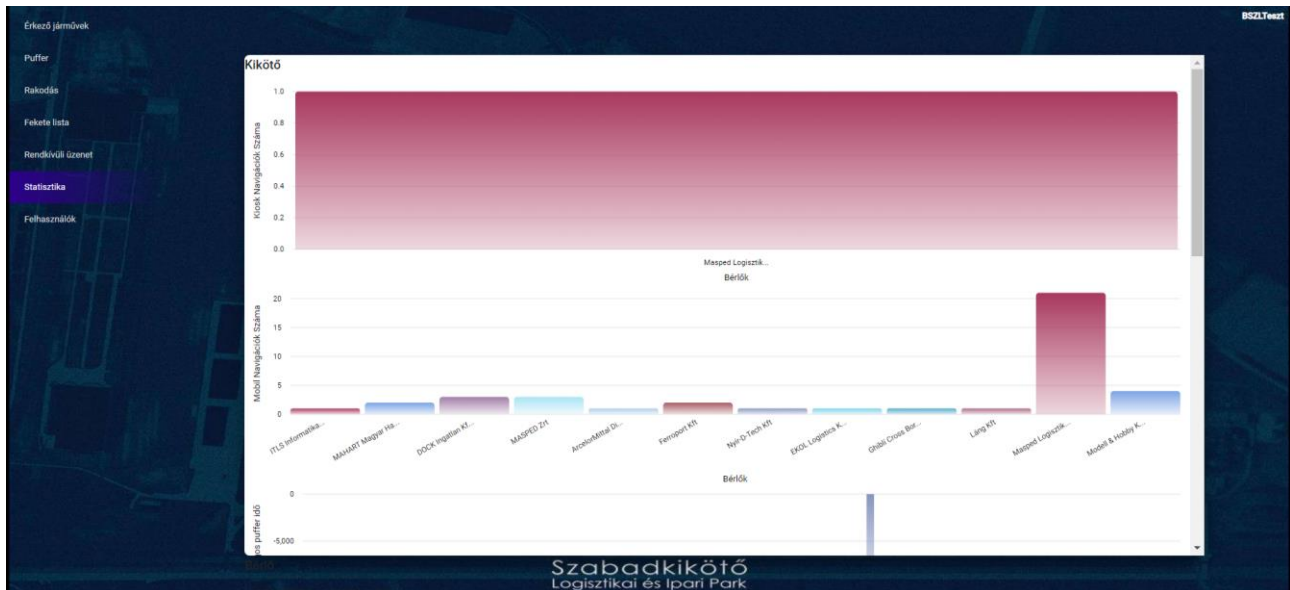 BSZLTeszt
Érkező járművek
Puffer
Rakodás
Fekete lista
Rendkívüli üzenet
Statisztika
Felhasználók
Kikötő
Kiosk Navigációk Száma
1.0
0.8
0.6
0.4
0.2
0.0
Masped Logisztik...
Bérlők
Mobil Navigációk Száma
20
15
10
5
0
ITLS Informatika...
MAHART Magyar Ha...
DOCK Ingatlan Kf...
MASPED Zrt
ArcelorMittal Di...
Ferroport Kft
Nyír-D-Tech Kft
EKOL Logistics K...
Ghibli Cross Bor...
Láng Kft
Masped Logisztik...
Modell & Hobby K...
Bérlők
os puffer idő
0
-5,000
Szabadkikötő
Logisztikai és Ipari Park